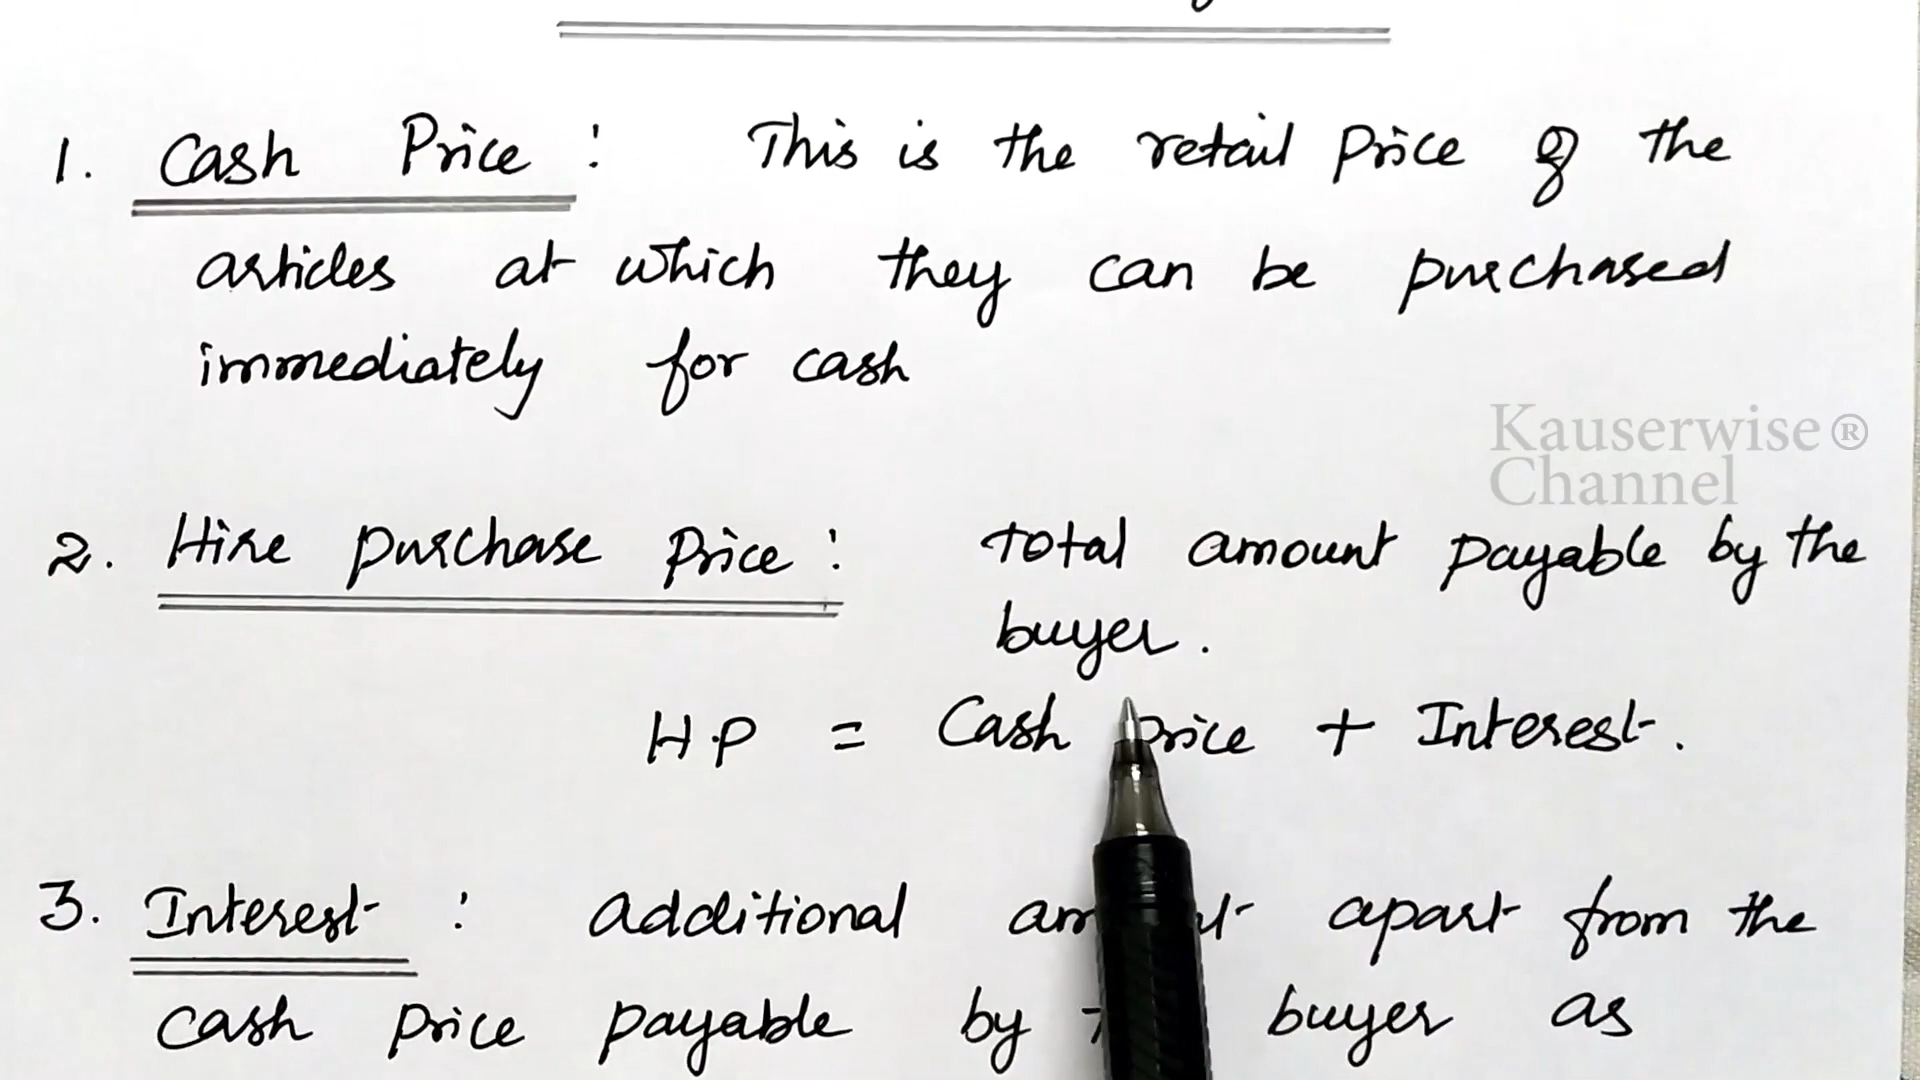 1. Cash Price : This is the retail Price of the
articles at which they can be purchased
immediately for cash
Kauserwise®
Channel
2. Hire purchase Price : total amount payable by the
buyer.
H.P = Cash Price + Interest.
3. Interest : additional apart from the
cash price payable by buyer as